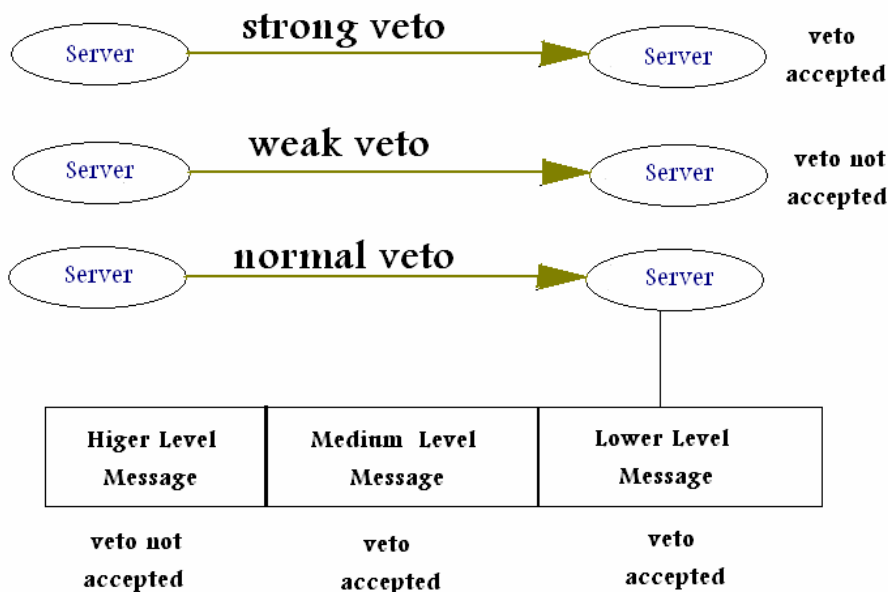 strong veto
Server
Server
veto
accepted
weak veto
Server
Server
veto not
accepted
normal veto
Server
Server
Higer Level
Message
Medium Level
Message
Lower Level
Message
veto not
accepted
veto
accepted
veto
accepted